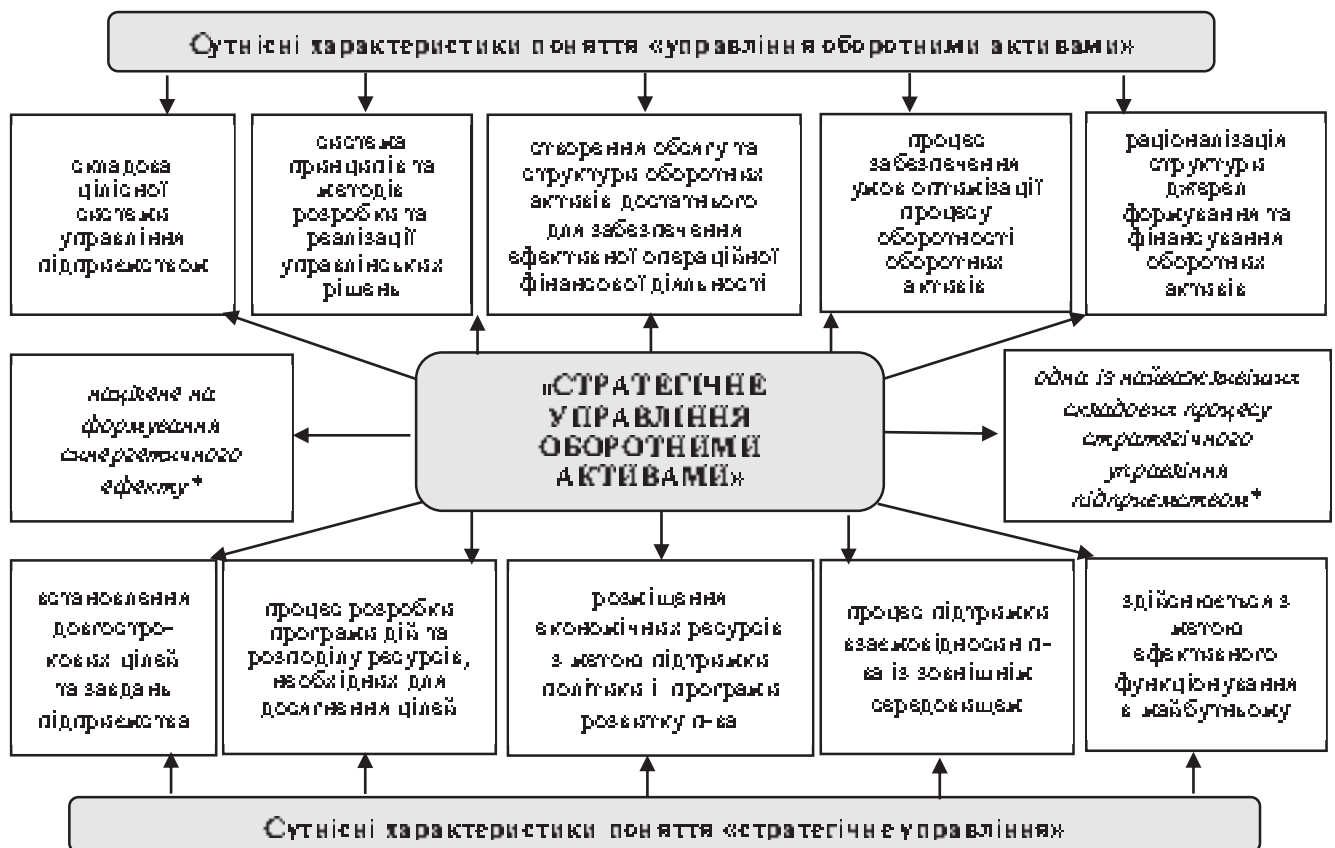 Сутнісні характеристики поняття «управління оборотними активами»
складова
цілісної
системи
управління
підприємством
система
принципів та
методів
розробки та
реалізації
управлінських
рішень
створення обсягу та
структури оборотних
активів достатнього
для забезпечення
ефективної операційної
фінансової діяльності
процес
забезпечення
умов оптимізації
процесу
оборотності
оборотних
активів
раціоналізація
структури
джерел
формування та
фінансування
оборотних
активів
націлене на
формування
синергетичного
ефекту*
«СТРАТЕГІЧНЕ
УПРАВЛІННЯ
ОБОРОТНИМИ
АКТИВАМИ»
одна із найважливіших
складових процесу
стратегічного
управління
підприємством*
встановлення
довгостро-
кових цілей
та завдань
підприємства
процес розробки
програми дій та
розподілу ресурсів,
необхідних для
досягнення цілей
розміщення
економічних ресурсів
з метою підтримки
політики і програми
розвитку п-ва
процес підтримки
взаємовідносин п-
ва із зовнішнім
середовищем
здійснюється з
метою
ефективного
функціонування
в майбутньому
Сутнісні характеристики поняття «стратегічне управління»